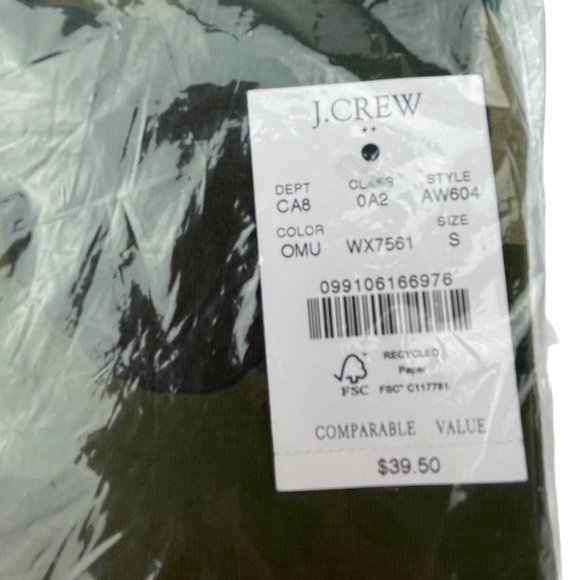 J.CREW
DEPT CLASS STYLE
CA8 0A2 AW604
COLOR SIZE
OMU WX7561 S
099106166976
RECYCLED
Paper
FSC FSC® C117781
COMPARABLE VALUE
$39.50